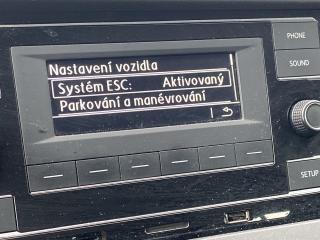 Nastavení vozidla
Systém ESC: Aktivovaný
Parkování a manévrování
PHONE
SOUND
SETUP